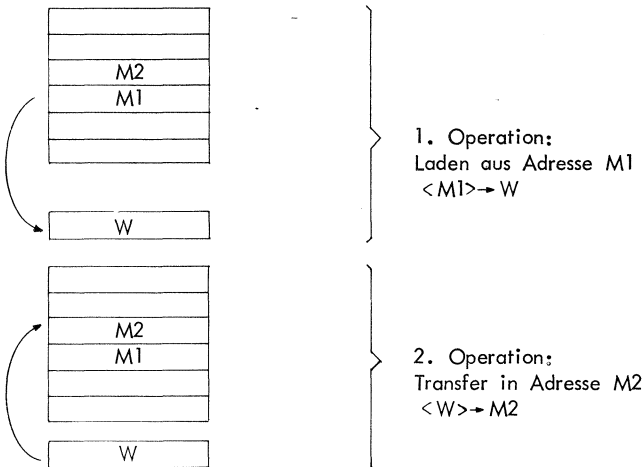 M2
M1
W
1. Operation:
Laden aus Adresse M1
<M1>→W
M2
M1
W
2. Operation:
Transfer in Adresse M2
<W>→M2